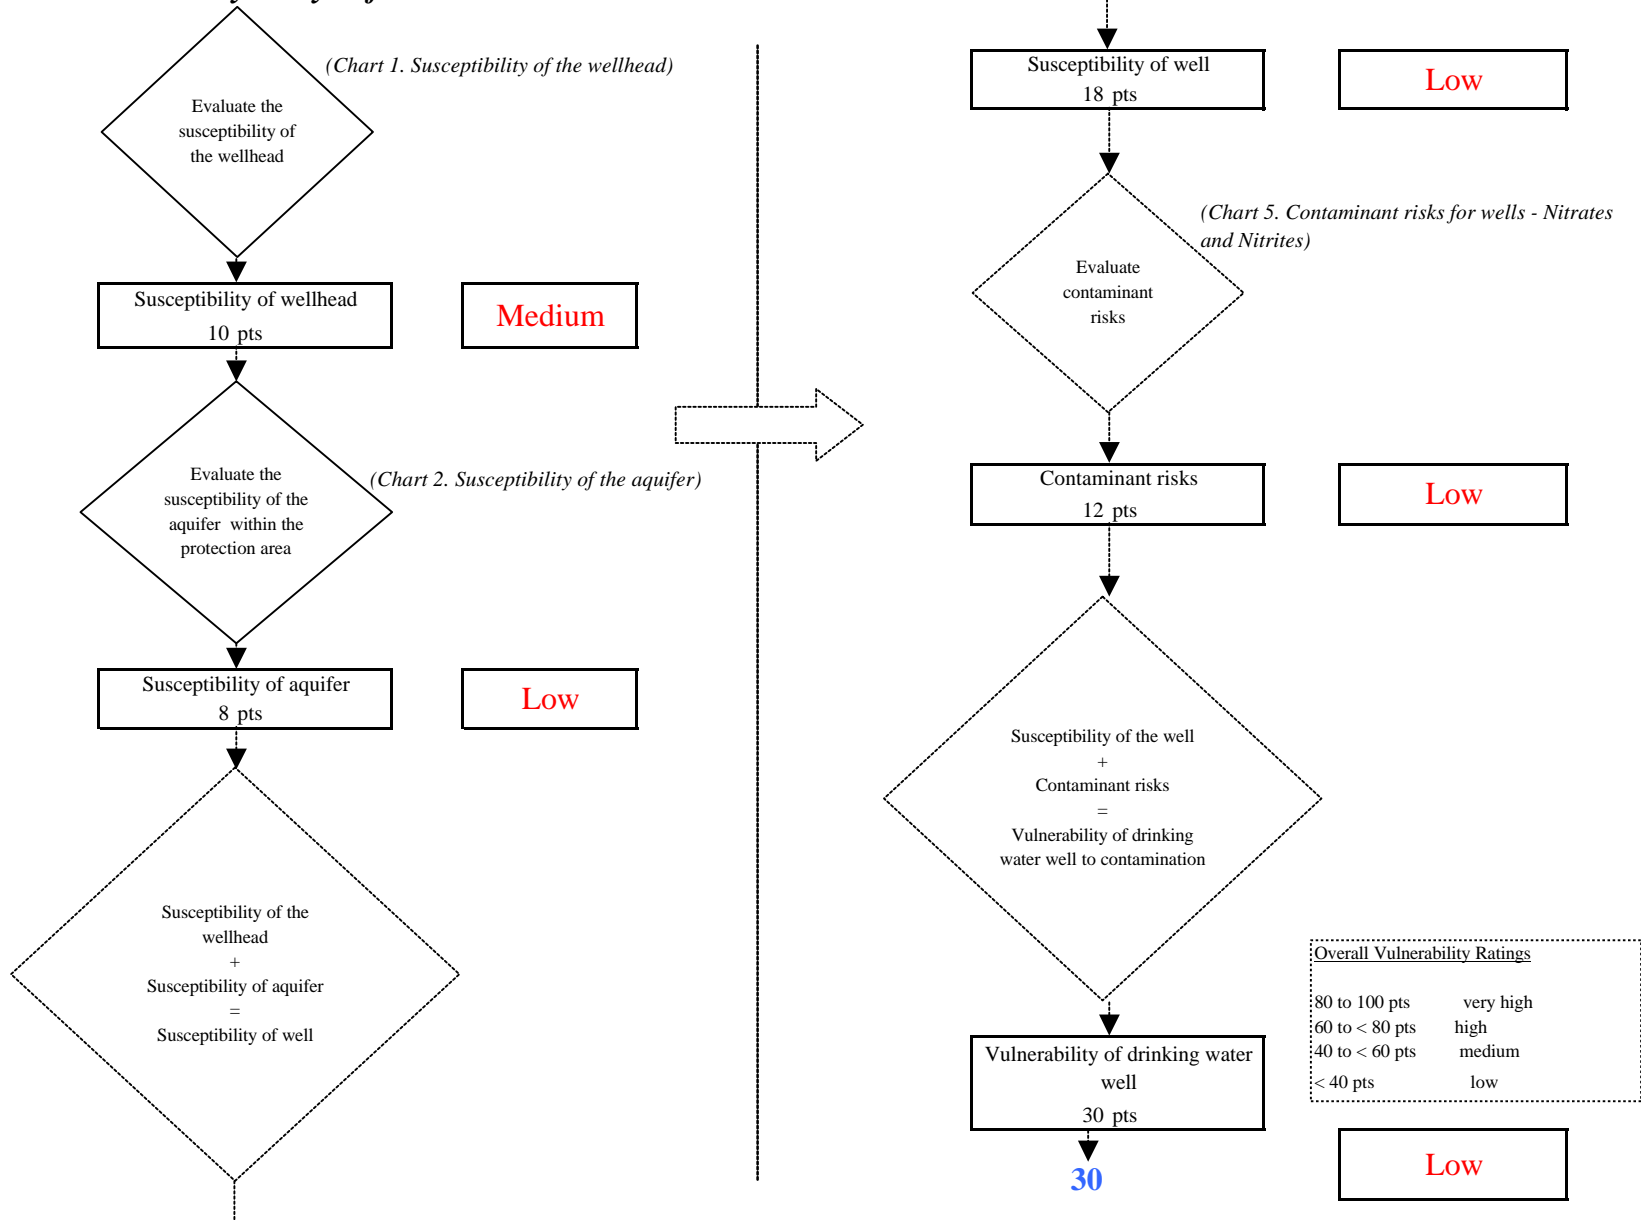 (Chart 1. Susceptibility of the wellhead)
Evaluate the
susceptibility of
the wellhead
Susceptibility of wellhead
10 pts
Medium
Evaluate the
susceptibility of the
aquifer within the
protection area
(Chart 2. Susceptibility of the aquifer)
Susceptibility of aquifer
8 pts
Low
Susceptibility of the
wellhead
+
Susceptibility of aquifer
=
Susceptibility of well
Susceptibility of well
18 pts
Low
(Chart 5. Contaminant risks for wells - Nitrates
and Nitrites)
Evaluate
contaminant
risks
Contaminant risks
12 pts
Low
Susceptibility of the well
+
Contaminant risks
=
Vulnerability of drinking
water well to contamination
Overall Vulnerability Ratings
80 to 100 pts very high
60 to < 80 pts high
40 to < 60 pts medium
< 40 pts low
Vulnerability of drinking water
well
30 pts
30
Low